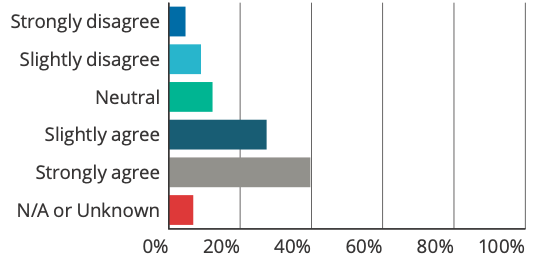 Strongly disagree
Slightly disagree
Neutral
Slightly agree
Strongly agree
N/A or Unknown
0% 20% 40% 60% 80% 100%